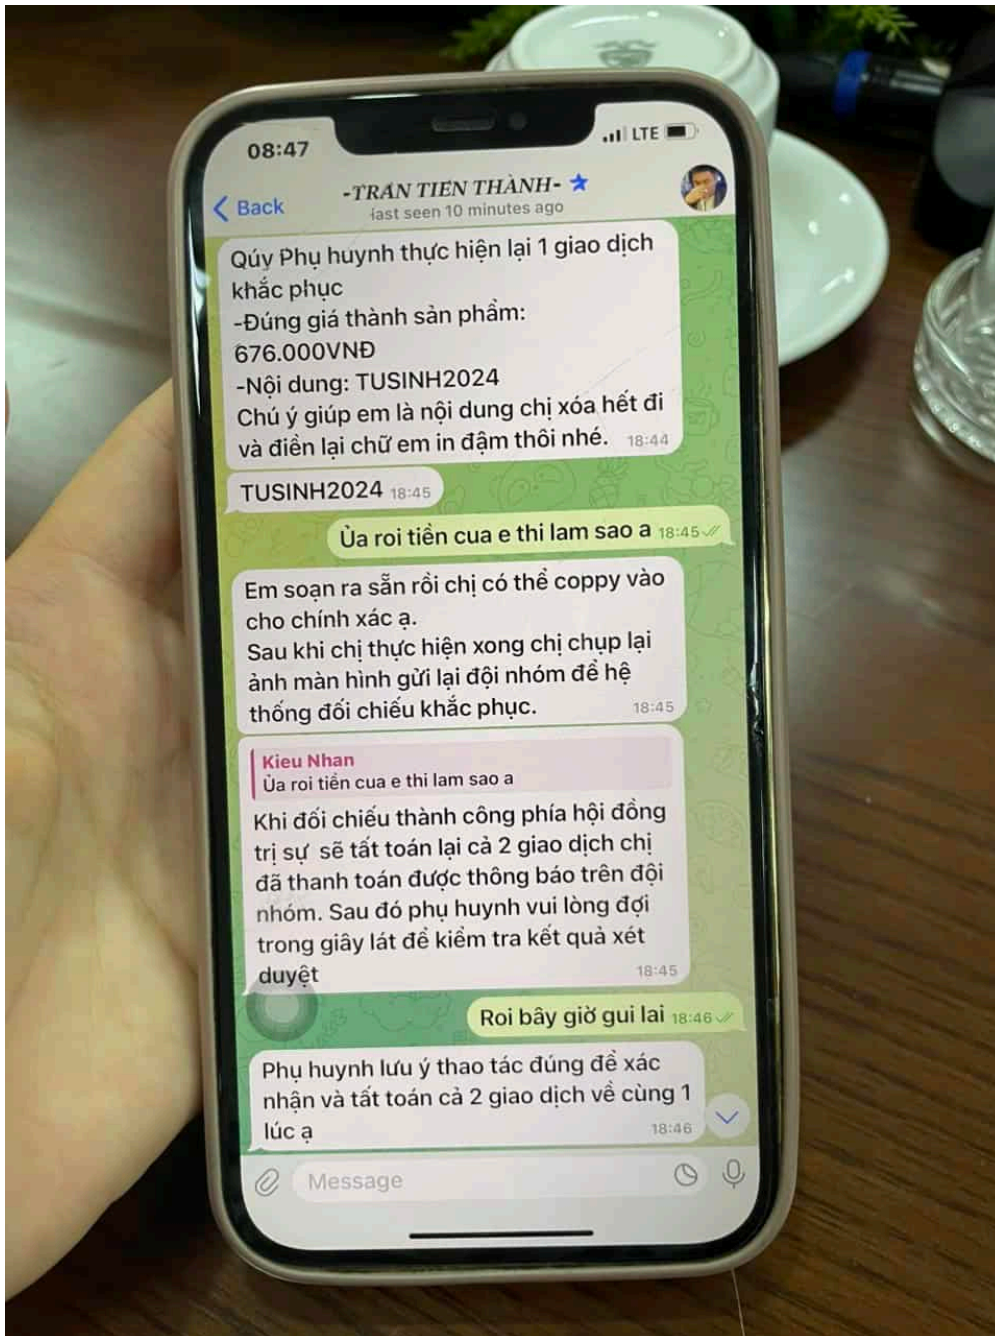 08:47
LTE
Back
-TRẦN TIẾN THÀNH-
last seen 10 minutes ago
Qúy Phụ huynh thực hiện lại 1 giao dịch
khắc phục
-Đúng giá thành sản phẩm:
676.000VNĐ
-Nội dung: TUSINH2024
Chú ý giúp em là nội dung chị xóa hết đi
và điền lại chữ em in đậm thôi nhé. 18:44
TUSINH2024 18:45
Ủa roi tiền cua e thi lam sao a 18:45
Em soạn ra sẵn rồi chị có thể coppy vào
cho chính xác ạ.
Sau khi chị thực hiện xong chị chụp lại
ảnh màn hình gửi lại đội nhóm để hệ
thống đối chiếu khắc phục. 18:45
Kieu Nhan
Ủa roi tiền cua e thi lam sao a
Khi đối chiếu thành công phía hội đồng
trị sự sẽ tất toán lại cả 2 giao dịch chị
đã thanh toán được thông báo trên đội
nhóm. Sau đó phụ huynh vui lòng đợi
trong giây lát để kiểm tra kết quả xét
duyệt 18:45
Roi bây giờ gui lai 18:46
Phụ huynh lưu ý thao tác đúng để xác
nhận và tất toán cả 2 giao dịch về cùng 1
lúc ạ 18:46
Message